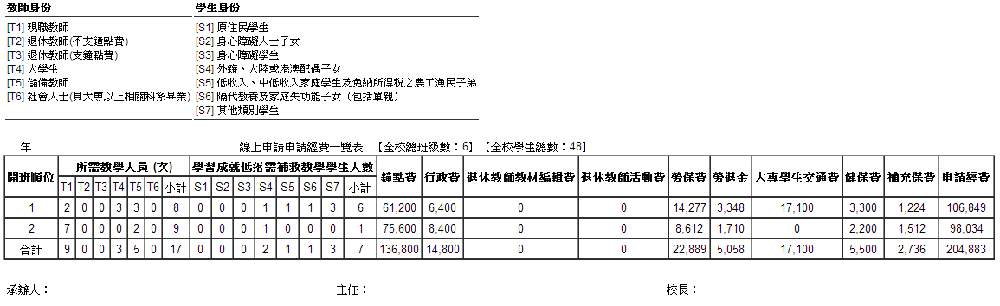 教師身份 學生身份
[T1] 現職教師 [S1] 原住民學生
[T2] 退休教師(不支鐘點費) [S2] 身心障礙人士子女
[T3] 退休教師(支鐘點費) [S3] 身心障礙學生
[T4] 大學生 [S4] 外籍、大陸或港澳配偶子女
[T5] 儲備教師 [S5] 低收入、中低收入家庭學生及免納所得稅之農工漁民子弟
[T6] 社會人士(具大專以上相關科系畢業) [S6] 隔代教養及家庭失功能子女（包括單親）
[S7] 其他類別學生
年 線上申請申請經費一覽表 【全校總班級數：6】【全校學生總數：48】
開班順位 所需教學人員 (次) 學習成就低落需補救教學學生人數 鐘點費 行政費 退休教師教材編輯費 退休教師活動費 勞保費 勞退金 大專學生交通費 健保費 補充保費 申請經費
T1 T2 T3 T4 T5 T6 小計 S1 S2 S3 S4 S5 S6 S7 小計
1 2 0 0 3 3 0 8 0 0 0 1 1 1 3 6 61,200 6,400 0 0 14,277 3,348 17,100 3,300 1,224 106,849
2 7 0 0 0 2 0 9 0 0 0 1 0 0 0 1 75,600 8,400 0 0 8,612 1,710 0 2,200 1,512 98,034
合計 9 0 0 3 5 0 17 0 0 0 2 1 1 3 7 136,800 14,800 0 0 22,889 5,058 17,100 5,500 2,736 204,883
承辦人： 主任： 校長：